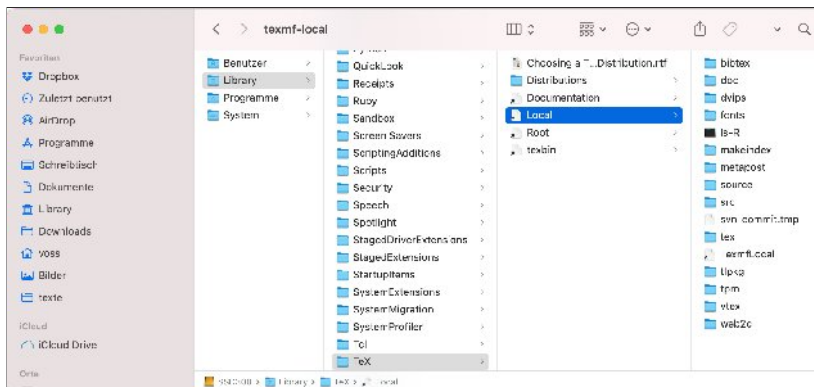 texmf-local
Favoriten
Dropbox
Zuletzt benutzt
AirDrop
Programme
Schreibtisch
Dokumente
Library
Downloads
voss
Bilder
texte
iCloud
iCloud Drive
Orte
Benutzer
Library
Programme
System
QuickLook
Receipts
Ruby
Sandbox
Screen Savers
ScriptingAdditions
Scripts
Security
Speech
Spotlight
StagedDriverExtensions
StagedExtensions
StartupItems
SystemExtensions
SystemMigration
SystemProfiler
Tcl
TeX
Choosing a T...Distribution.rtf
Distributions
Documentation
Local
Root
texbin
bibtex
doc
dvips
fonts
ls-R
makeindex
metapost
source
src
svn-commit.tmp
tex
tlpkg
tpm
vtex
web2c
Library > TeX > Local